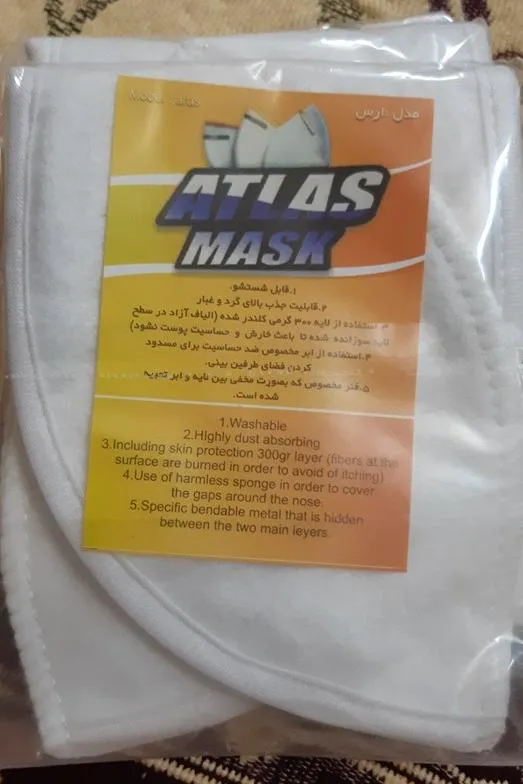 مدل :ارس
ATLAS
MASK
۱.قابل شستشو.
۲.قابلیت جذب بالای گرد و غبار
۳.استفاده از لایه ۳۰۰ گرمی کلندر شده (الیاف آزاد در سطح
لایه سوزانده شده تا باعث خارش و حساسیت پوست نشود)
۴.استفاده از ابر مخصوص ضد حساسیت برای مسدود
کردن فضای طرفین بینی.
۵.فنر مخصوص که بصورت مخفی بین لایه و ابر تعبیه
شده است.
1.Washable
2.HIghly dust absorbing
3.Including skin protection 300gr layer (fibers at the
surface are burned in order to avoid of itching)
4.Use of harmless sponge in order to cover
the gaps around the nose.
5.Specific bendable metal that is hidden
between the two main leyers.